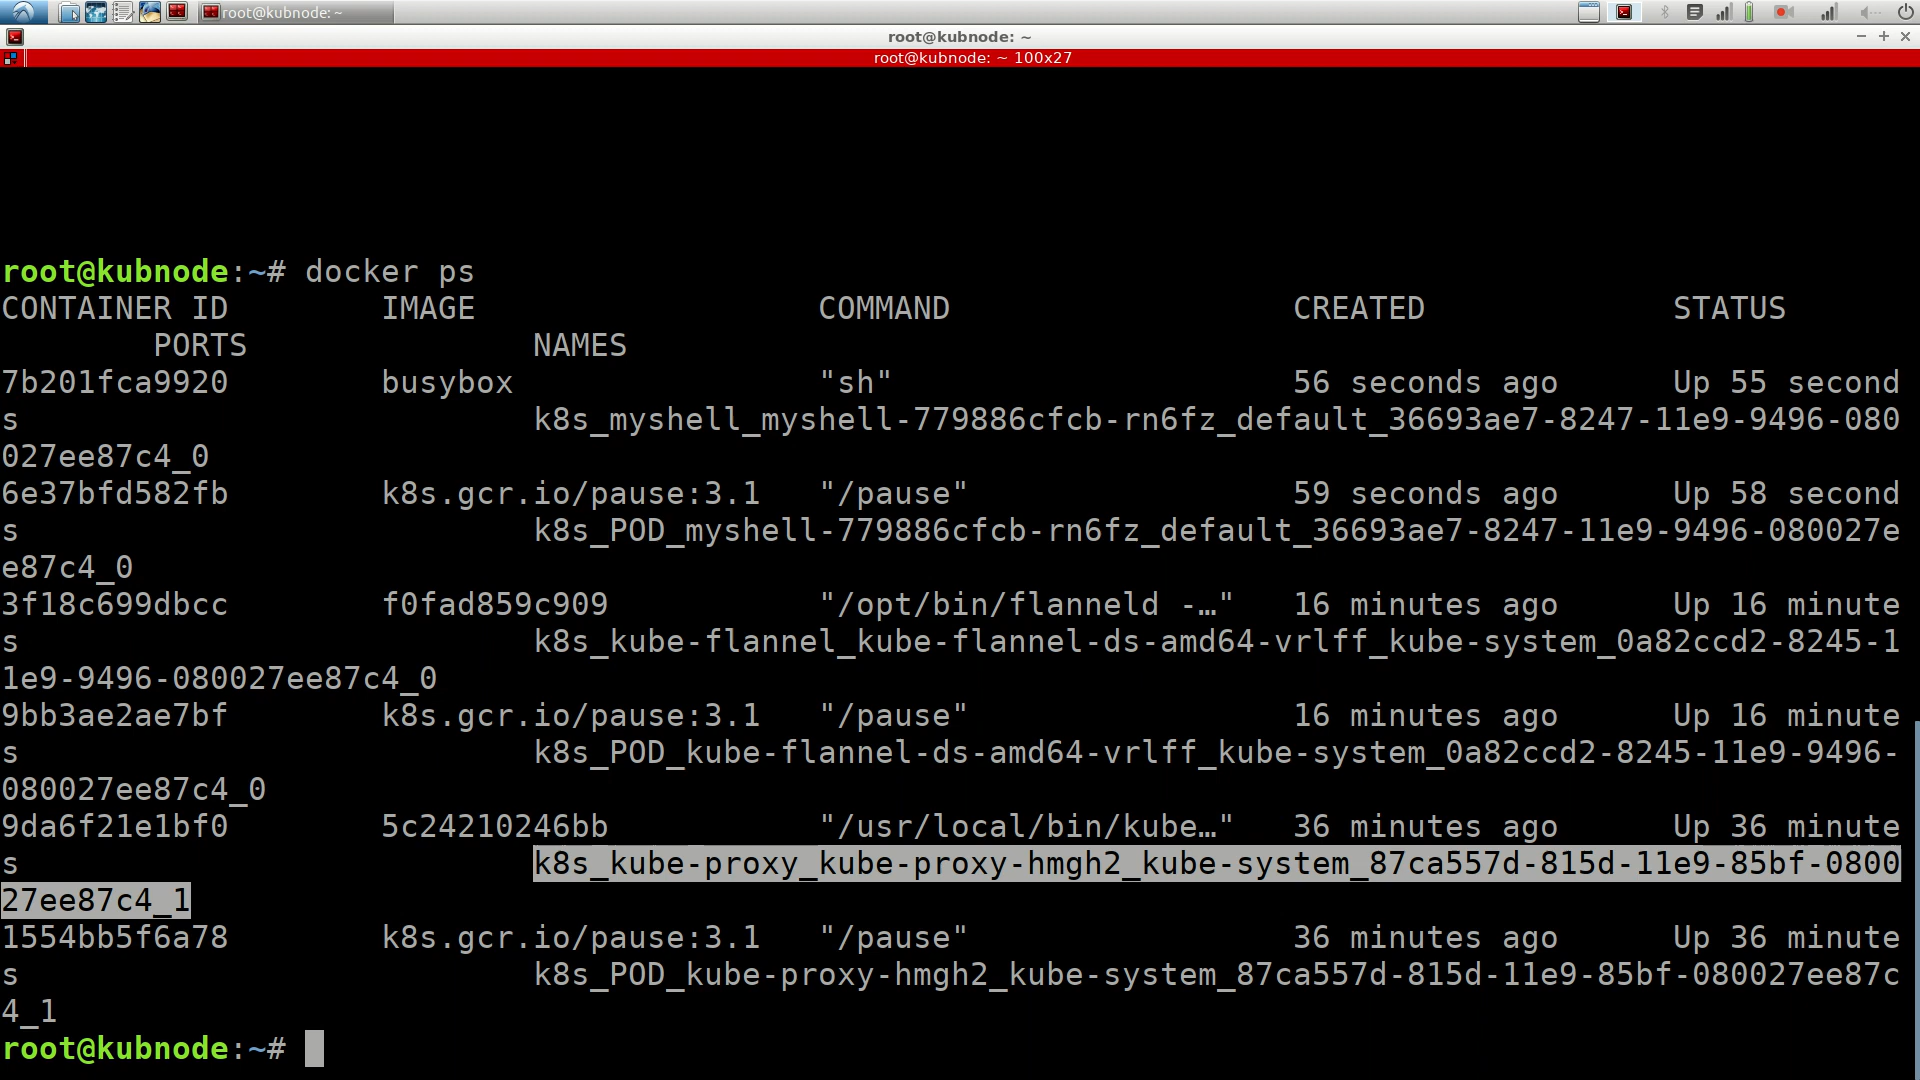 root@kubnode: ~
root@kubnode: ~
root@kubnode: ~ 100x27
root@kubnode:~# docker ps
CONTAINER ID        IMAGE                  COMMAND                  CREATED             STATUS
        PORTS               NAMES
7b201fca9920        busybox                "sh"                     56 seconds ago      Up 55 second
s                           k8s_myshell_myshell-779886cfcb-rn6fz_default_36693ae7-8247-11e9-9496-080
027ee87c4_0
6e37bfd582fb        k8s.gcr.io/pause:3.1   "/pause"                 59 seconds ago      Up 58 second
s                           k8s_POD_myshell-779886cfcb-rn6fz_default_36693ae7-8247-11e9-9496-080027e
e87c4_0
3f18c699dbcc        f0fad859c909           "/opt/bin/flanneld -…"   16 minutes ago      Up 16 minute
s                           k8s_kube-flannel_kube-flannel-ds-amd64-vrlff_kube-system_0a82ccd2-8245-1
1e9-9496-080027ee87c4_0
9bb3ae2ae7bf        k8s.gcr.io/pause:3.1   "/pause"                 16 minutes ago      Up 16 minute
s                           k8s_POD_kube-flannel-ds-amd64-vrlff_kube-system_0a82ccd2-8245-11e9-9496-
080027ee87c4_0
9da6f21e1bf0        5c24210246bb           "/usr/local/bin/kube…"   36 minutes ago      Up 36 minute
s                           k8s_kube-proxy_kube-proxy-hmgh2_kube-system_87ca557d-815d-11e9-85bf-0800
27ee87c4_1
1554bb5f6a78        k8s.gcr.io/pause:3.1   "/pause"                 36 minutes ago      Up 36 minute
s                           k8s_POD_kube-proxy-hmgh2_kube-system_87ca557d-815d-11e9-85bf-080027ee87c
4_1
root@kubnode:~#